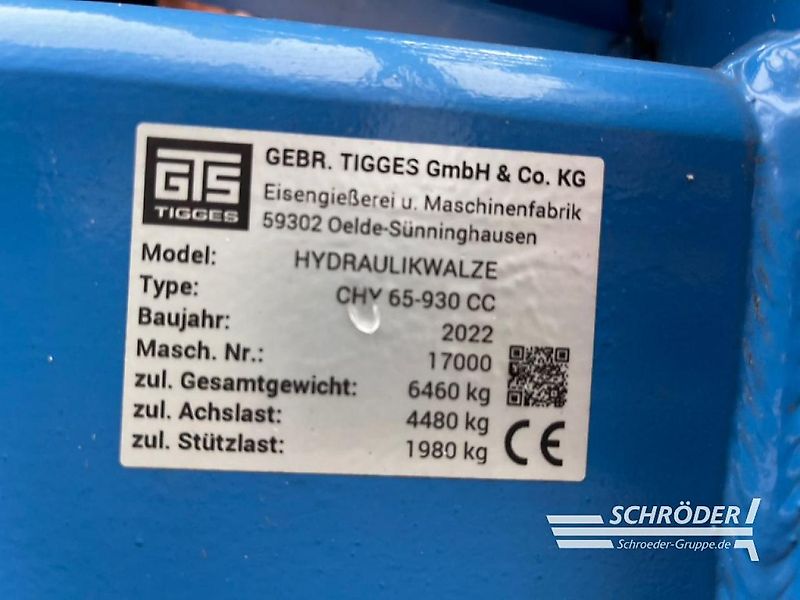 GTS
TIGGES
GEBR. TIGGES GmbH & Co. KG
Eisengießerei u. Maschinenfabrik
59302 Oelde-Sünninghausen
Model: HYDRAULIKWALZE
Type: CHY 65-930 CC
Baujahr: 2022
Masch. Nr.: 17000
zul. Gesamtgewicht: 6460 kg
zul. Achslast: 4480 kg
zul. Stützlast: 1980 kg
CE
SCHRÖDER
Schroeder-Gruppe.de